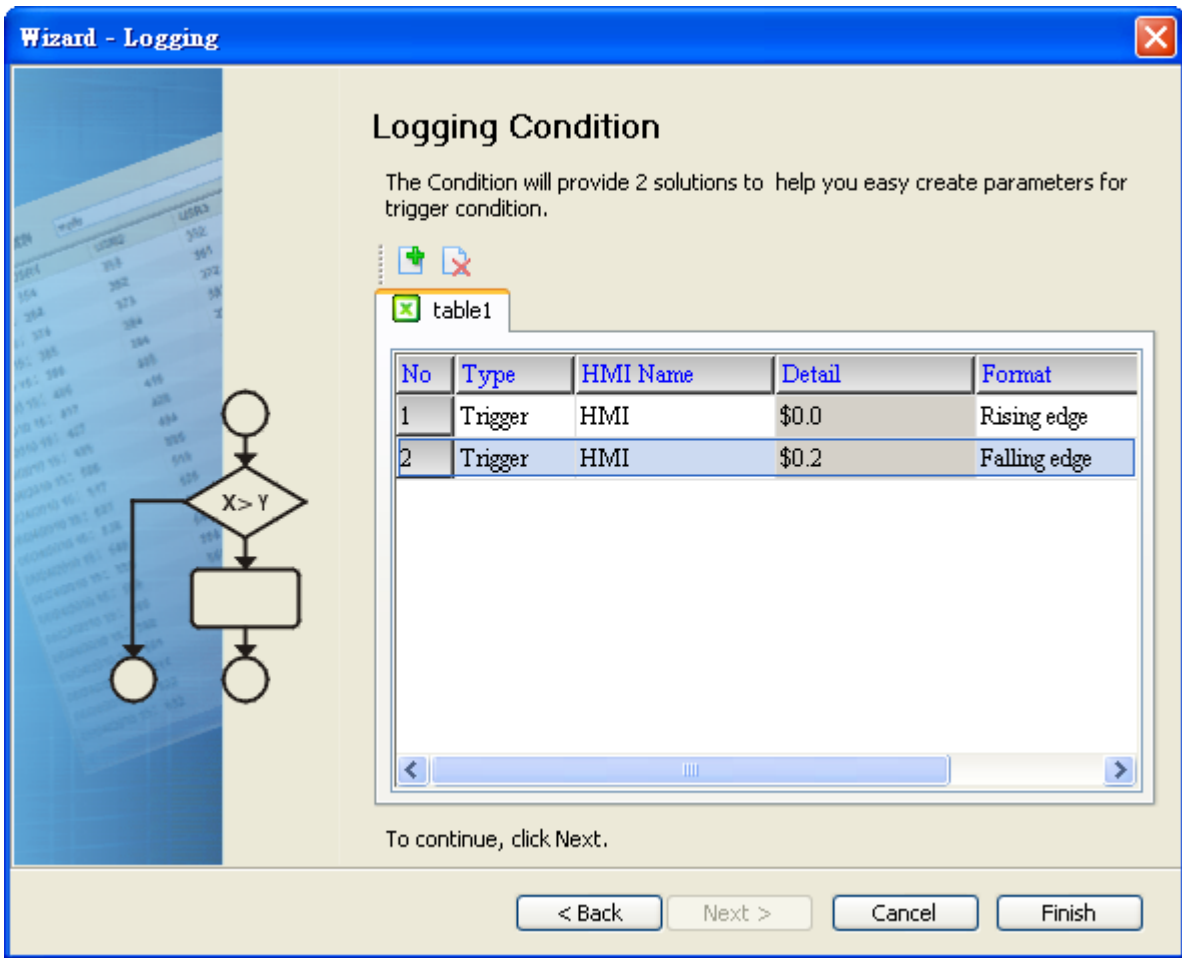 Wizard - Logging
Logging Condition
The Condition will provide 2 solutions to help you easy create parameters for
trigger condition.
table1
No Type HMI Name Detail Format
1 Trigger HMI $0.0 Rising edge
2 Trigger HMI $0.2 Falling edge
X> Y
To continue, click Next.
< Back Next > Cancel Finish